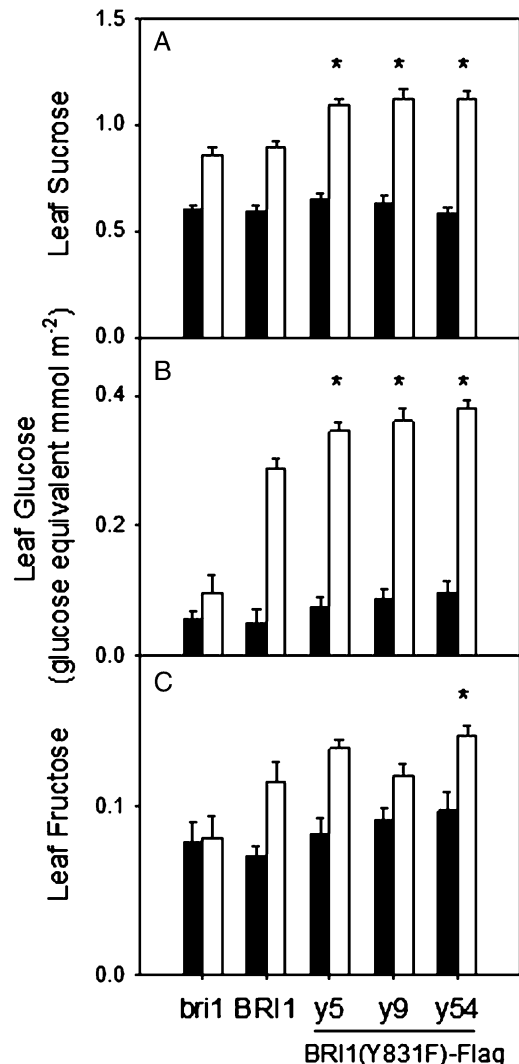 A
Leaf Sucrose
1.5
1.0
0.5
0.0
* * *
B
Leaf Glucose
(glucose equivalent mmol m-2)
0.4
0.2
0.0
* * *
C
Leaf Fructose
0.1
0.0
*
bri1 BRI1 y5 y9 y54
BRI1(Y831F)-Flag